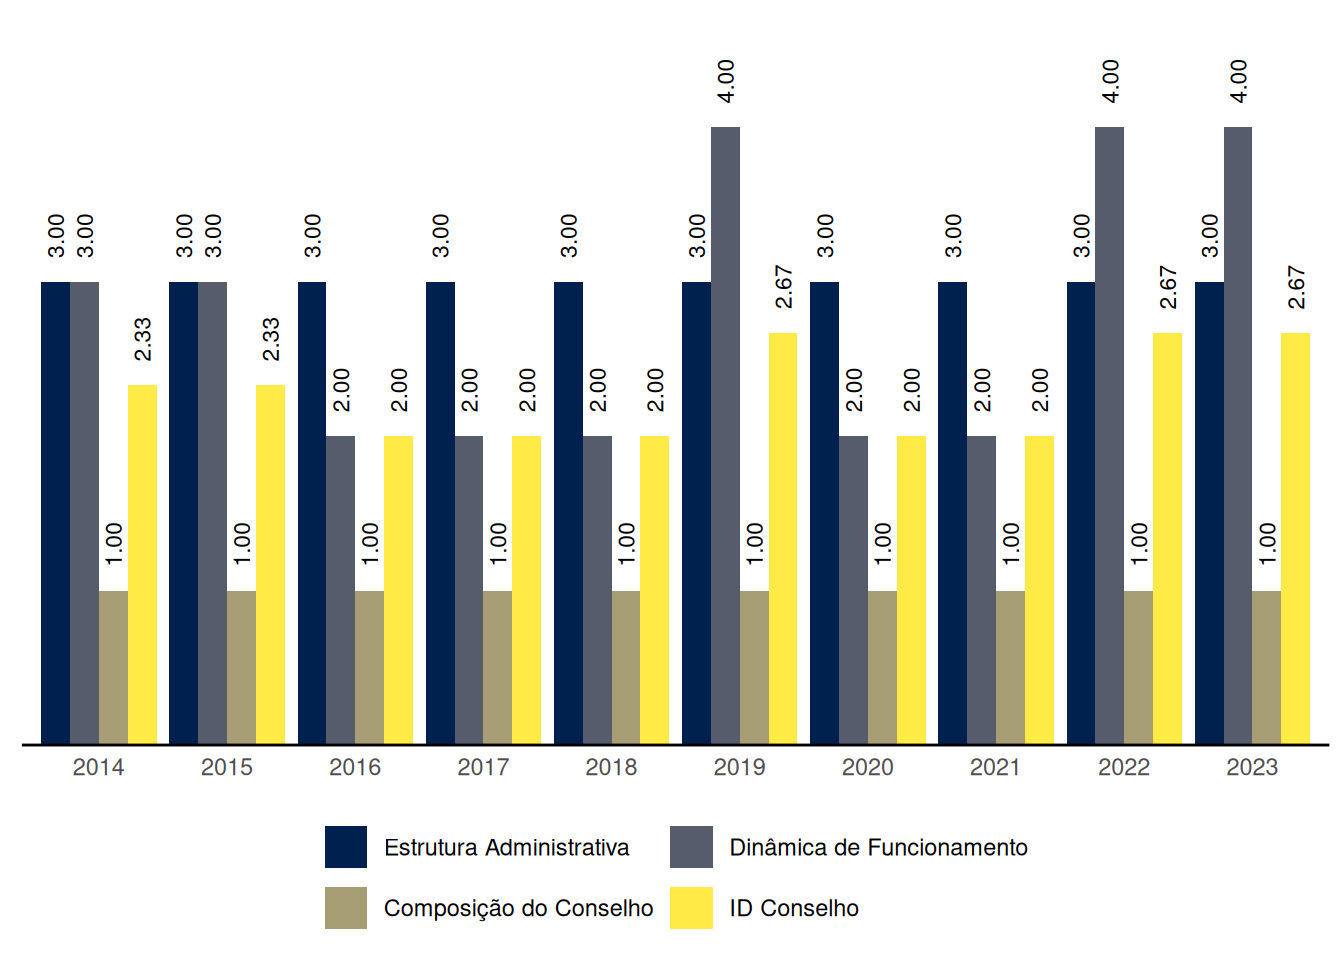 4.00 4.00 4.00
3.00 3.00 3.00 3.00 3.00 3.00 3.00 3.00 3.00 3.00 3.00 3.00
2.67 2.67 2.67
2.33 2.33
2.00 2.00 2.00 2.00 2.00 2.00 2.00 2.00 2.00 2.00
1.00 1.00 1.00 1.00 1.00 1.00 1.00 1.00 1.00 1.00
2014 2015 2016 2017 2018 2019 2020 2021 2022 2023
Estrutura Administrativa Dinâmica de Funcionamento
Composição do Conselho ID Conselho